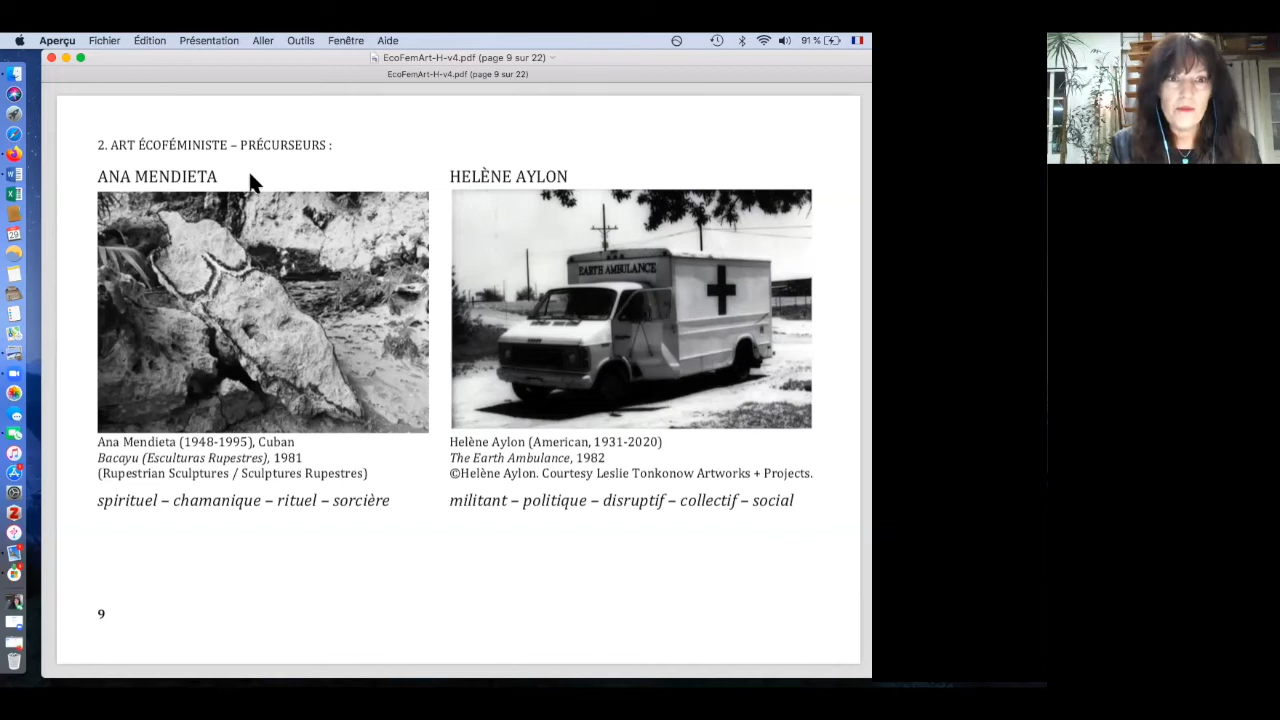 Aperçu Fichier Édition Présentation Aller Outils Fenêtre Aide 91 %
EcoFemArt-H-v4.pdf (page 9 sur 22)
EcoFemArt-H-v4.pdf (page 9 sur 22)
2. ART ÉCOFÉMINISTE – PRÉCURSEURS :
ANA MENDIETA
HELÈNE AYLON
EARTH AMBULANCE
Ana Mendieta (1948-1995), Cuban
Bacayu (Esculturas Rupestres), 1981
(Rupestrian Sculptures / Sculptures Rupestres)
spirituel – chamanique – rituel – sorcière
Helène Aylon (American, 1931-2020)
The Earth Ambulance, 1982
©Helène Aylon. Courtesy Leslie Tonkonow Artworks + Projects.
militant – politique – disruptif – collectif – social
9